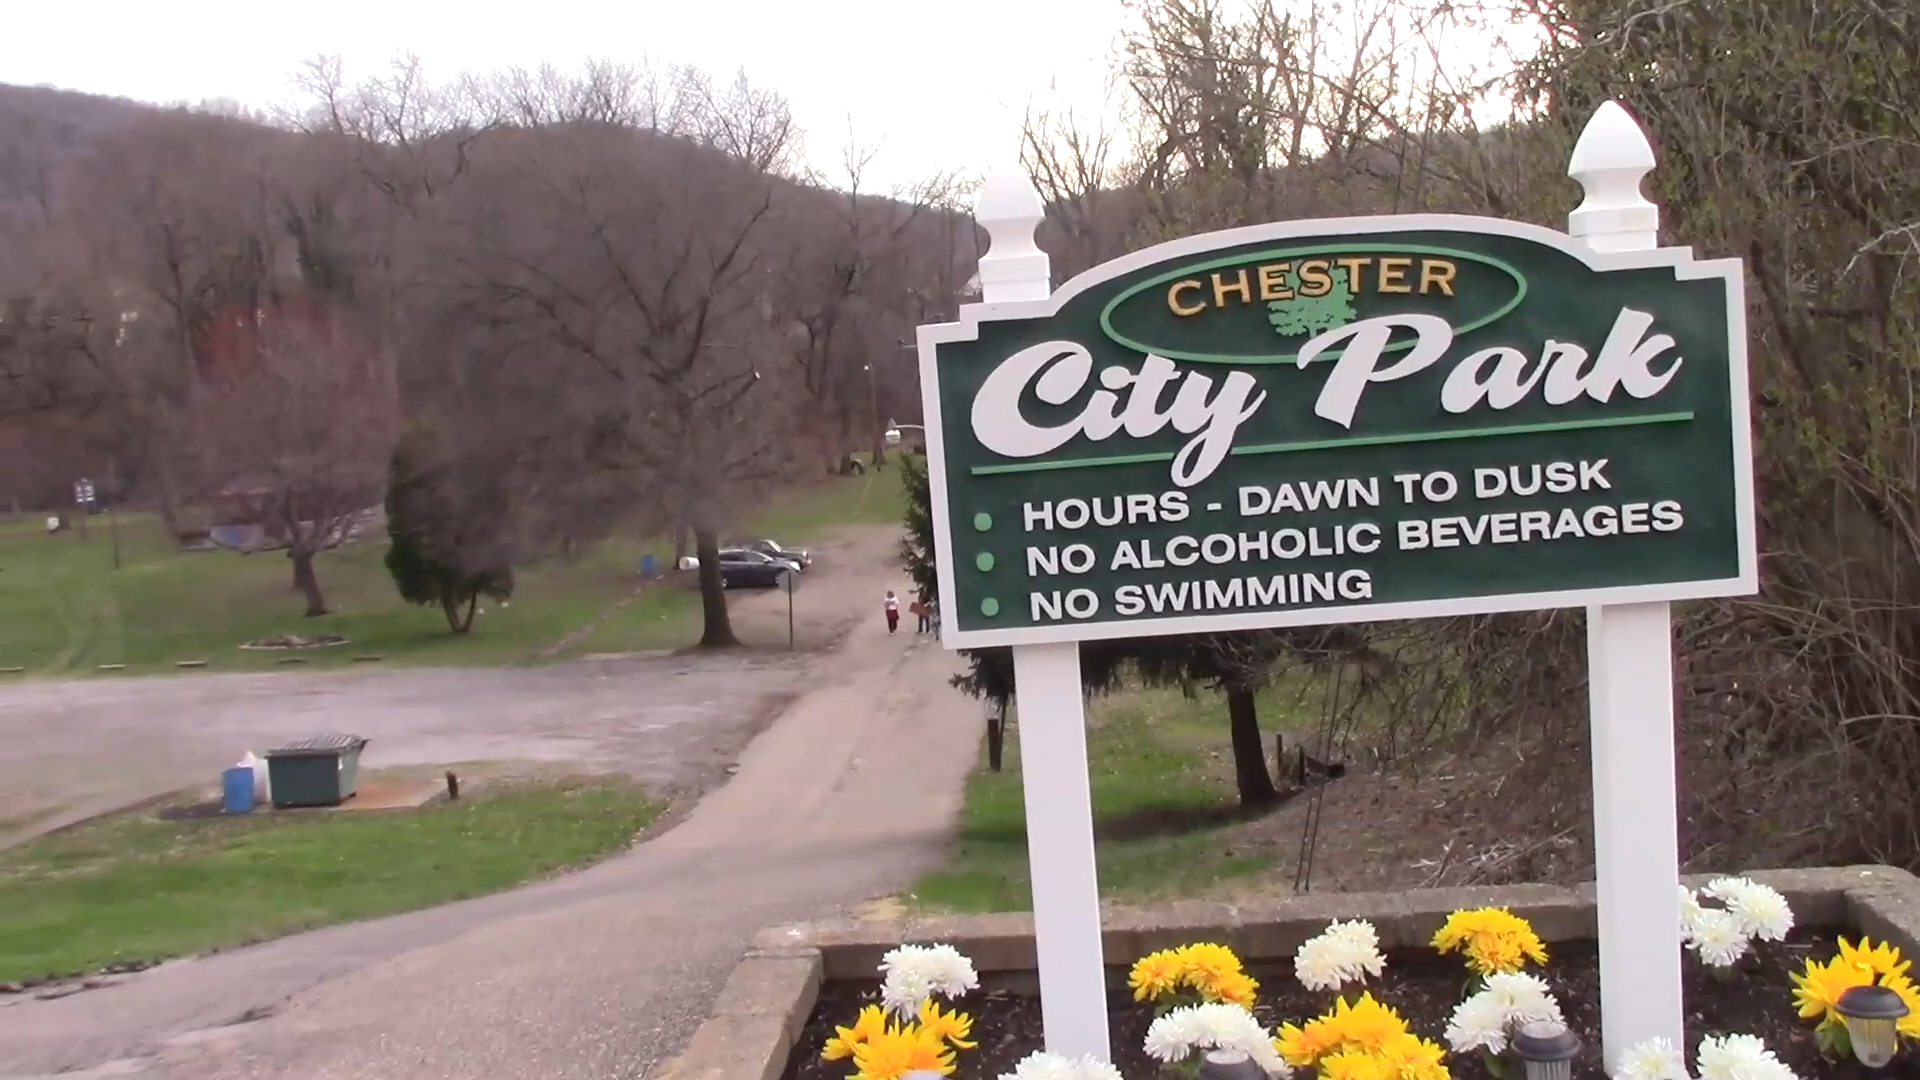 CHESTER
City Park
HOURS - DAWN TO DUSK
NO ALCOHOLIC BEVERAGES
NO SWIMMING